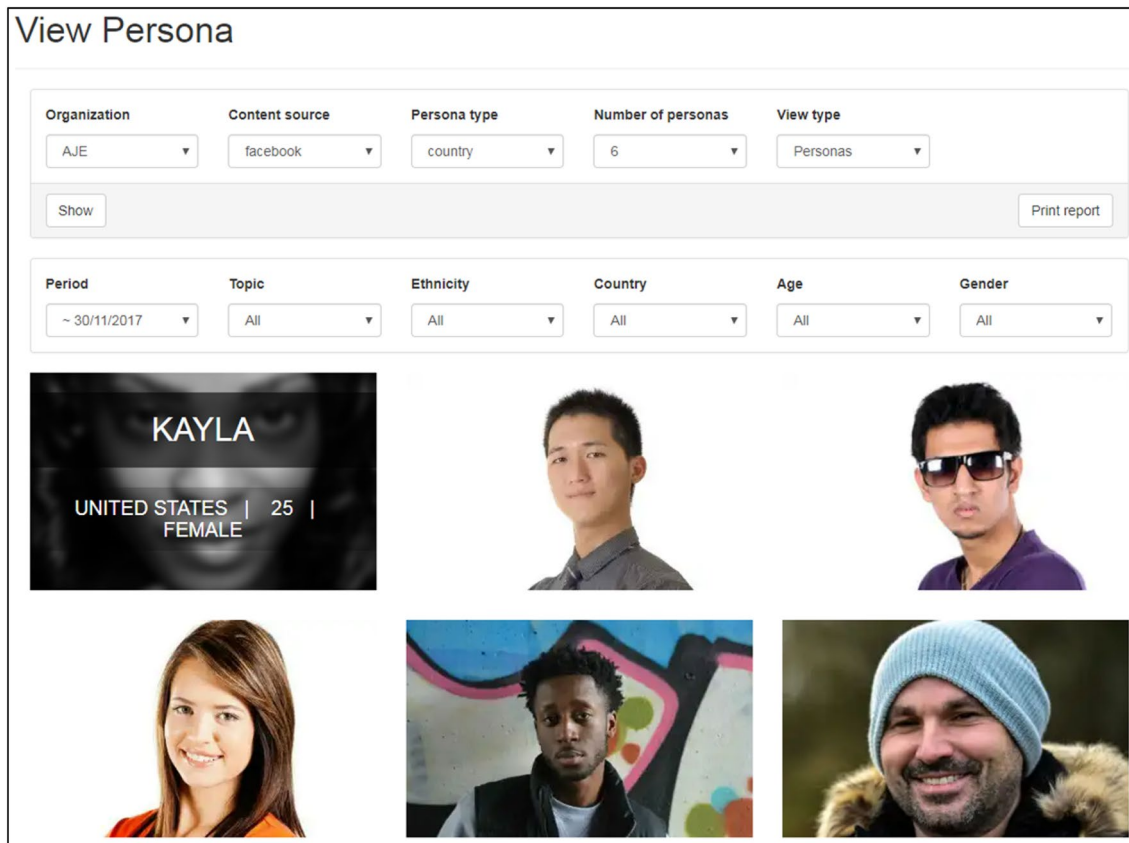 View Persona
Organization Content source Persona type Number of personas View type
AJE facebook country 6 Personas
Show Print report
Period Topic Ethnicity Country Age Gender
~ 30/11/2017 All All All All All
KAYLA
UNITED STATES | 25 |
FEMALE